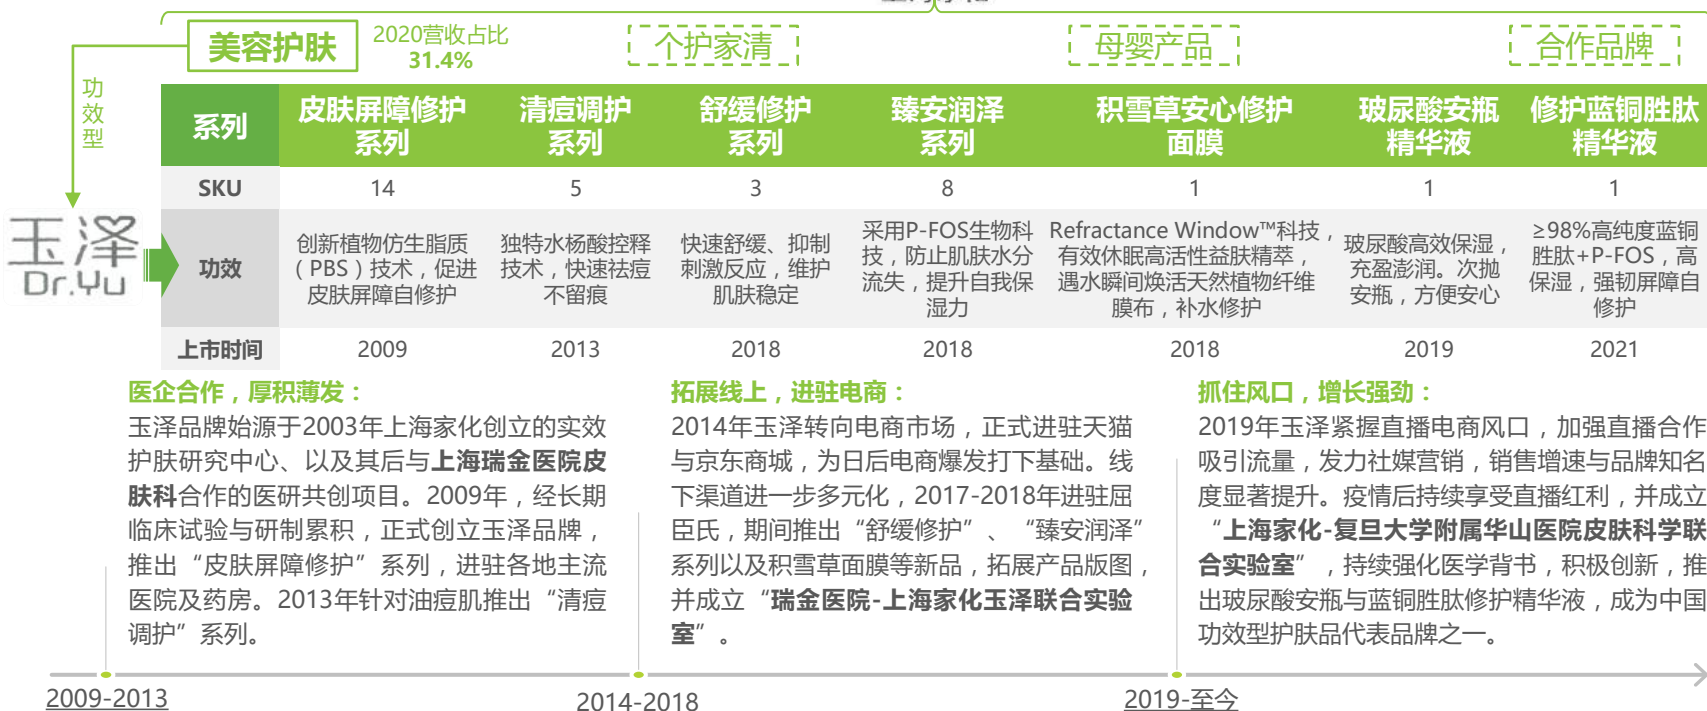 美容护肤
2020营收占比
31.4%
个护家清
母婴产品
合作品牌
功
效
型
系列
皮肤屏障修护
系列
清痘调护
系列
舒缓修护
系列
臻安润泽
系列
积雪草安心修护
面膜
玻尿酸安瓶
精华液
修护蓝铜胜肽
精华液
SKU
14
5
3
8
1
1
1
玉泽
Dr.Yu
功效
创新植物仿生脂质
（PBS）技术，促进
皮肤屏障自修护
独特水杨酸控释
技术，快速祛痘
不留痕
快速舒缓、抑制
刺激反应，维护
肌肤稳定
采用P-FOS生物科
技，防止肌肤水分
流失，提升自我保
湿力
Refractance Window™科技，
有效休眠高活性益肤精萃，
遇水瞬间焕活天然植物纤维
膜布，补水修护
玻尿酸高效保湿，
充盈澎润。次抛
安瓶，方便安心
≥98%高纯度蓝铜
胜肽+P-FOS，高
保湿，强韧屏障自
修护
上市时间
2009
2013
2018
2018
2018
2019
2021
医企合作，厚积薄发：
玉泽品牌始源于2003年上海家化创立的实效
护肤研究中心、以及其后与上海瑞金医院皮
肤科合作的医研共创项目。2009年，经长期
临床试验与研制累积，正式创立玉泽品牌，
推出“皮肤屏障修护”系列，进驻各地主流
医院及药房。2013年针对油痘肌推出“清痘
调护”系列。
拓展线上，进驻电商：
2014年玉泽转向电商市场，正式进驻天猫
与京东商城，为日后电商爆发打下基础。线
下渠道进一步多元化，2017-2018年进驻屈
臣氏，期间推出“舒缓修护”、“臻安润泽”
系列以及积雪草面膜等新品，拓展产品版图，
并成立“瑞金医院-上海家化玉泽联合实验
室”。
抓住风口，增长强劲：
2019年玉泽紧握直播电商风口，加强直播合作
吸引流量，发力社媒营销，销售增速与品牌知名
度显著提升。疫情后持续享受直播红利，并成立
“上海家化-复旦大学附属华山医院皮肤科学联
合实验室”，持续强化医学背书，积极创新，推
出玻尿酸安瓶与蓝铜胜肽修护精华液，成为中国
功效型护肤品代表品牌之一。
2009-2013
2014-2018
2019-至今